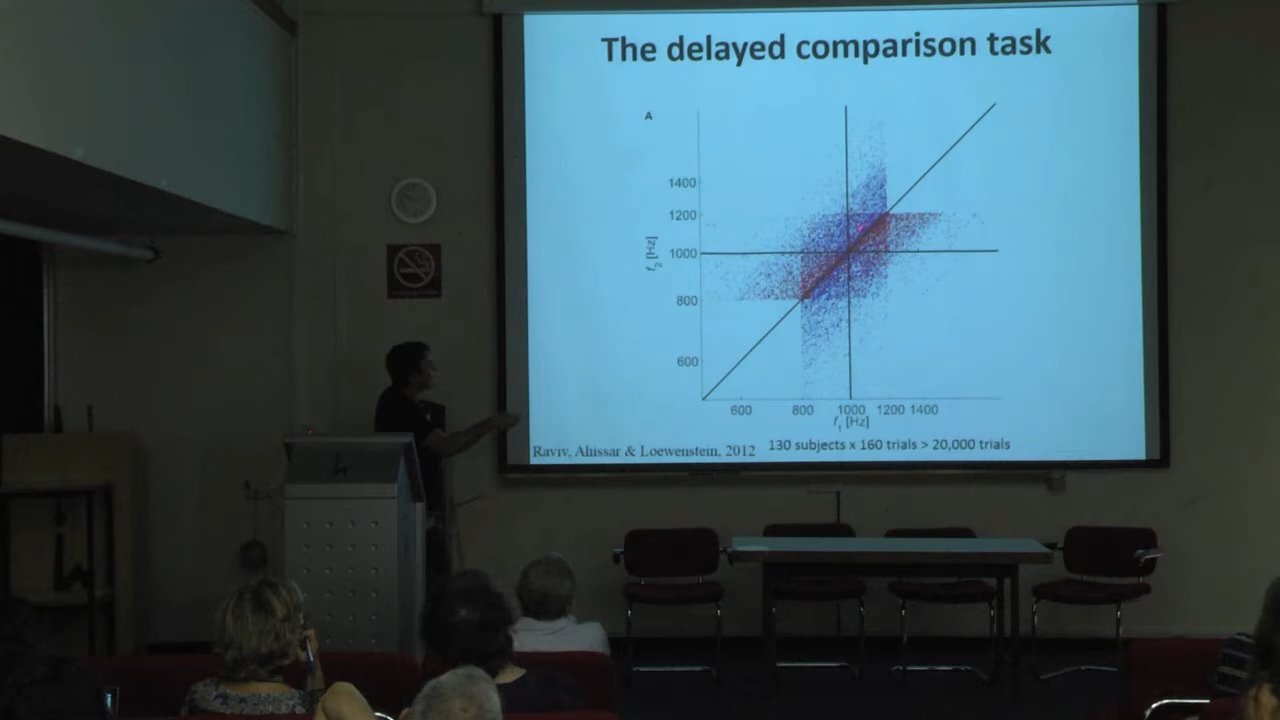 The delayed comparison task
A
1400
1200
1000
800
600
f₂ [Hz]
600 800 1000 1200 1400
f₁ [Hz]
Raviv, Ahissar & Loewenstein, 2012
130 subjects x 160 trials > 20,000 trials